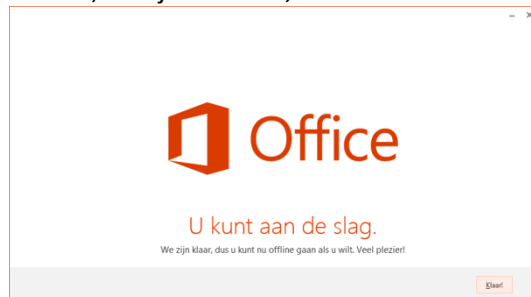 Office
U kunt aan de slag.
We zijn klaar, dus u kunt nu offline gaan als u wilt. Veel plezier!
Klaar!